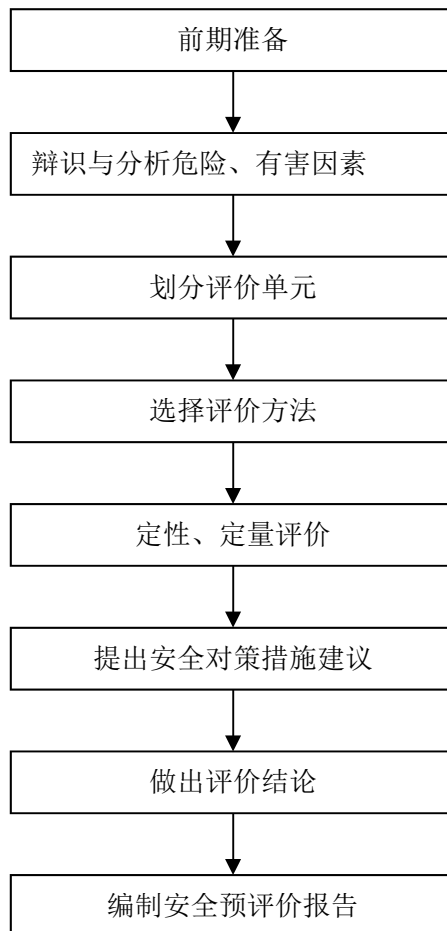 前期准备
辩识与分析危险、有害因素
划分评价单元
选择评价方法
定性、定量评价
提出安全对策措施建议
做出评价结论
编制安全预评价报告